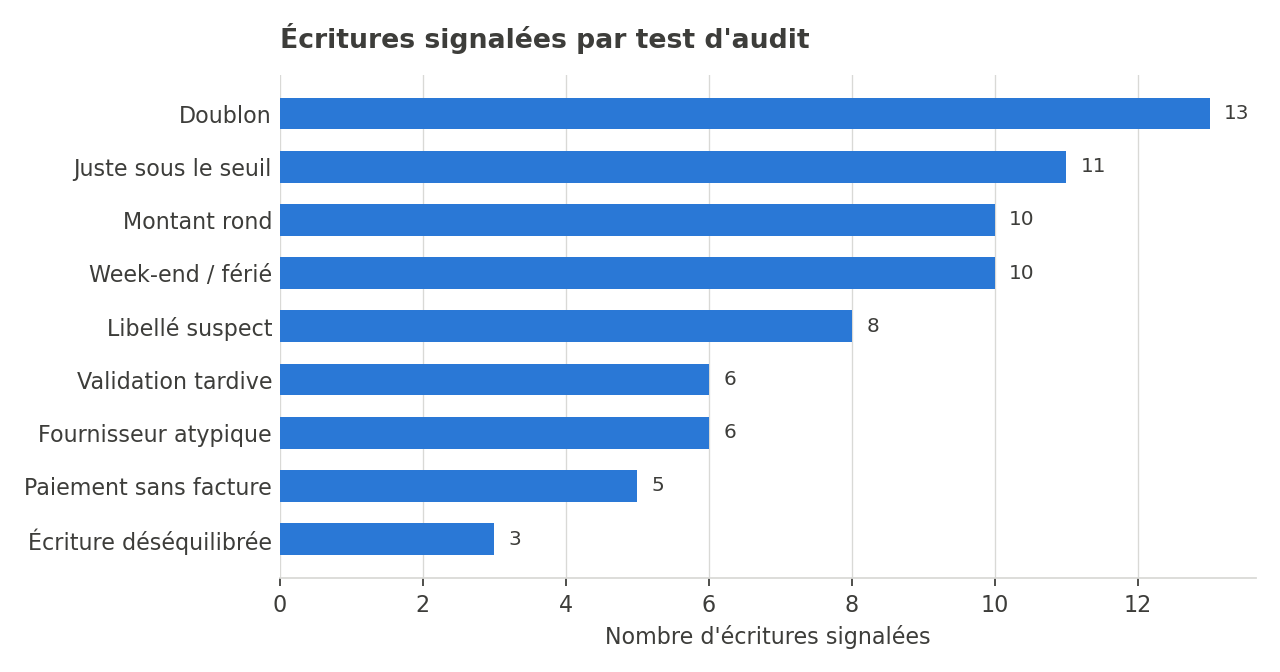 Écritures signalées par test d'audit
Doublon 13
Juste sous le seuil 11
Montant rond 10
Week-end / férié 10
Libellé suspect 8
Validation tardive 6
Fournisseur atypique 6
Paiement sans facture 5
Écriture déséquilibrée 3
0 2 4 6 8 10 12
Nombre d'écritures signalées